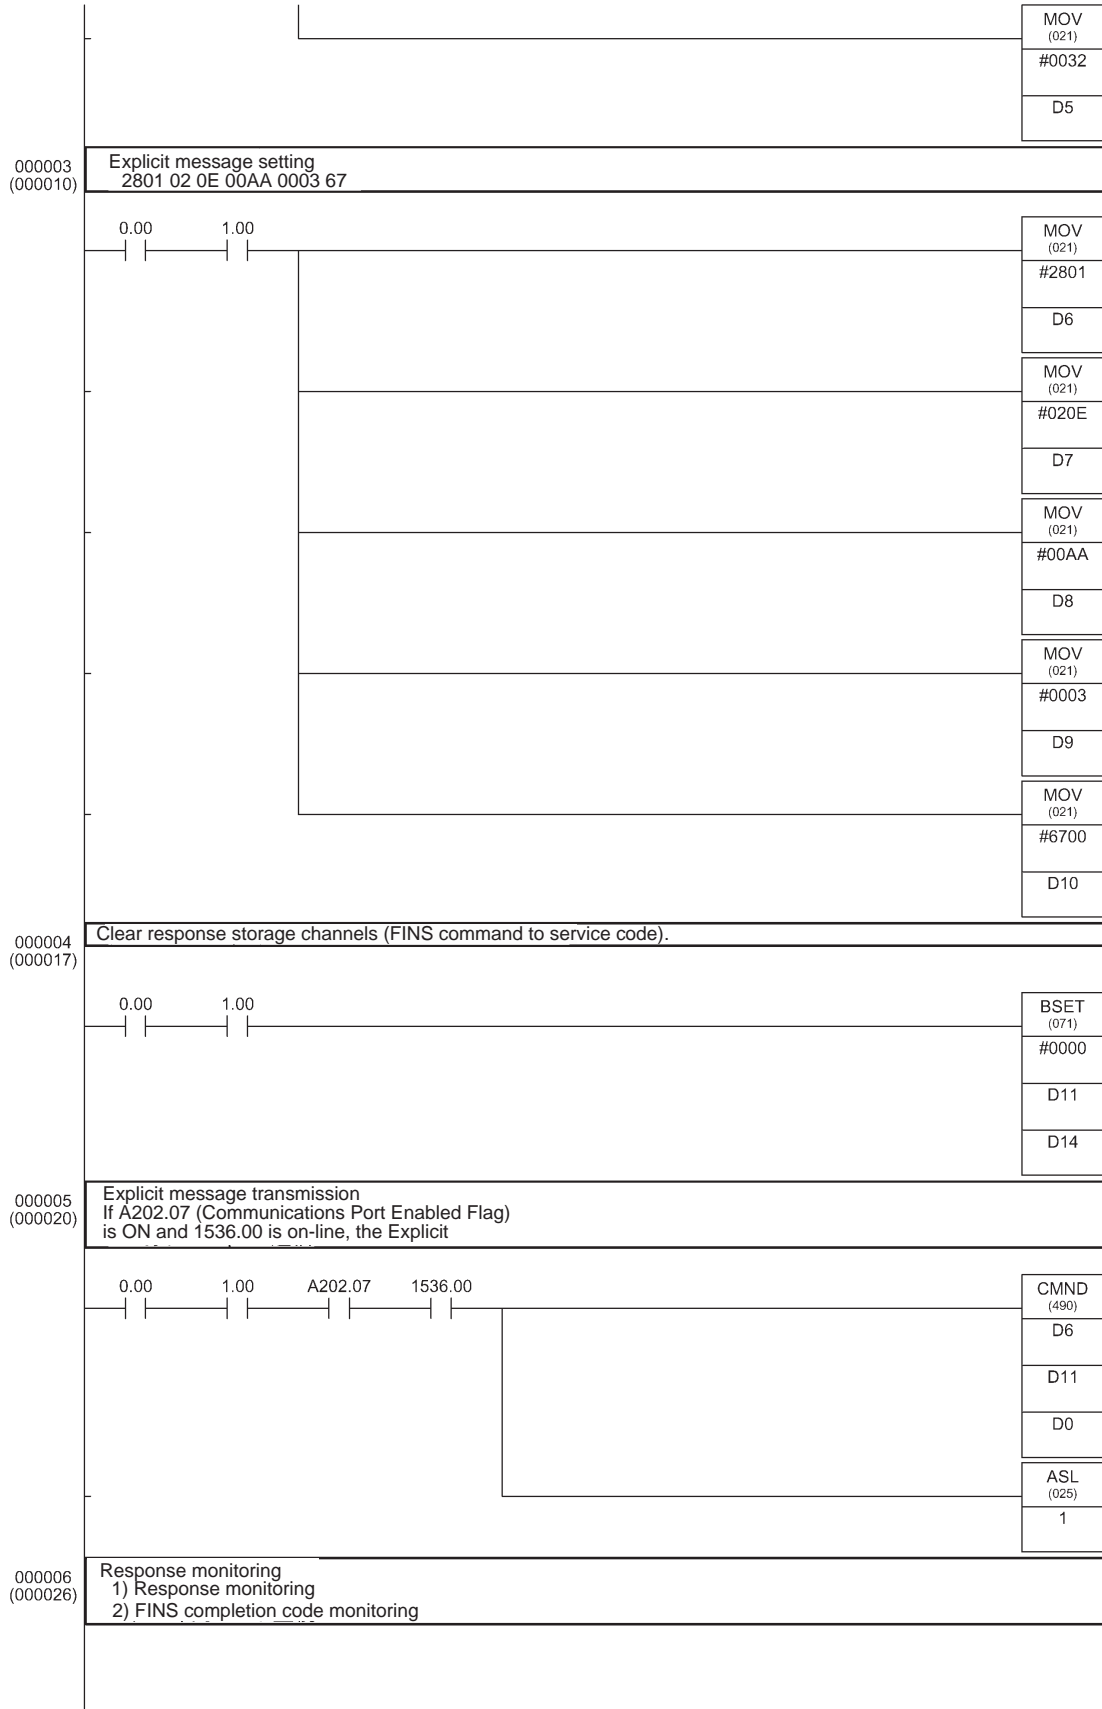 MOV
(021)
#0032
D5
000003
(000010)
Explicit message setting
2801 02 0E 00AA 0003 67
0.00 1.00
MOV
(021)
#2801
D6
MOV
(021)
#020E
D7
MOV
(021)
#00AA
D8
MOV
(021)
#0003
D9
MOV
(021)
#6700
D10
000004
(000017)
Clear response storage channels (FINS command to service code).
0.00 1.00
BSET
(071)
#0000
D11
D14
000005
(000020)
Explicit message transmission
If A202.07 (Communications Port Enabled Flag)
is ON and 1536.00 is on-line, the Explicit
0.00 1.00 A202.07 1536.00
CMND
(490)
D6
D11
D0
ASL
(025)
1
000006
(000026)
Response monitoring
1) Response monitoring
2) FINS completion code monitoring